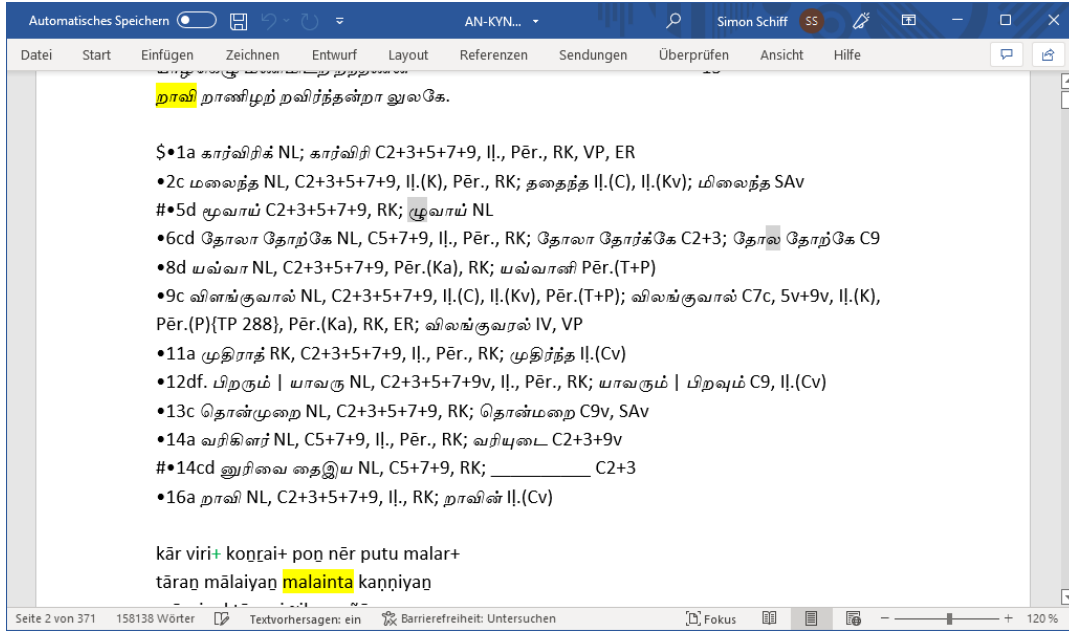 Automatisches Speichern
AN-KYN...
Simon Schiff SS
Datei Start Einfügen Zeichnen Entwurf Layout Referenzen Sendungen Überprüfen Ansicht Hilfe
றாவி றாணிழற் றவிர்ந்தன்றா லுலகே.
$•1a கார்விரிக் NL; கார்விரி C2+3+5+7+9, Iḷ., Pēr., RK, VP, ER
•2c மலைந்த NL, C2+3+5+7+9, Iḷ.(K), Pēr., RK; ததைந்த Iḷ.(C), Iḷ.(Kv); மிலைந்த SAv
#•5d மூவாய் C2+3+5+7+9, RK; ழுவாய் NL
•6cd தோலா தோற்கே NL, C5+7+9, Iḷ., Pēr., RK; தோலா தோர்க்கே C2+3; தோல தோற்கே C9
•8d யவ்வா NL, C2+3+5+7+9, Pēr.(Ka), RK; யவ்வானி Pēr.(T+P)
•9c விளங்குவால் NL, C2+3+5+7+9, Iḷ.(C), Iḷ.(Kv), Pēr.(T+P); விலங்குவால் C7c, 5v+9v, Iḷ.(K),
Pēr.(P){TP 288}, Pēr.(Ka), RK, ER; விலங்குவரல் IV, VP
•11a முதிராத் RK, C2+3+5+7+9, Iḷ., Pēr., RK; முதிர்ந்த Iḷ.(Cv)
•12df. பிறரும் | யாவரு NL, C2+3+5+7+9v, Iḷ., Pēr., RK; யாவரும் | பிறவும் C9, Iḷ.(Cv)
•13c தொன்முறை NL, C2+3+5+7+9, RK; தொன்மறை C9v, SAv
•14a வரிகிளர் NL, C5+7+9, Iḷ., Pēr., RK; வரியுடை C2+3+9v
#•14cd னுரிவை தைஇய NL, C5+7+9, RK; ___________ C2+3
•16a றாவி NL, C2+3+5+7+9, Iḷ., RK; றாவின் Iḷ.(Cv)
kār viri+ koṉṟai+ poṉ nēr putu malar+
tāraṉ mālaiyaṉ malainta kaṇṇiyaṉ
Seite 2 von 371 158138 Wörter Textvorhersagen: ein Barrierefreiheit: Untersuchen Fokus 120 %